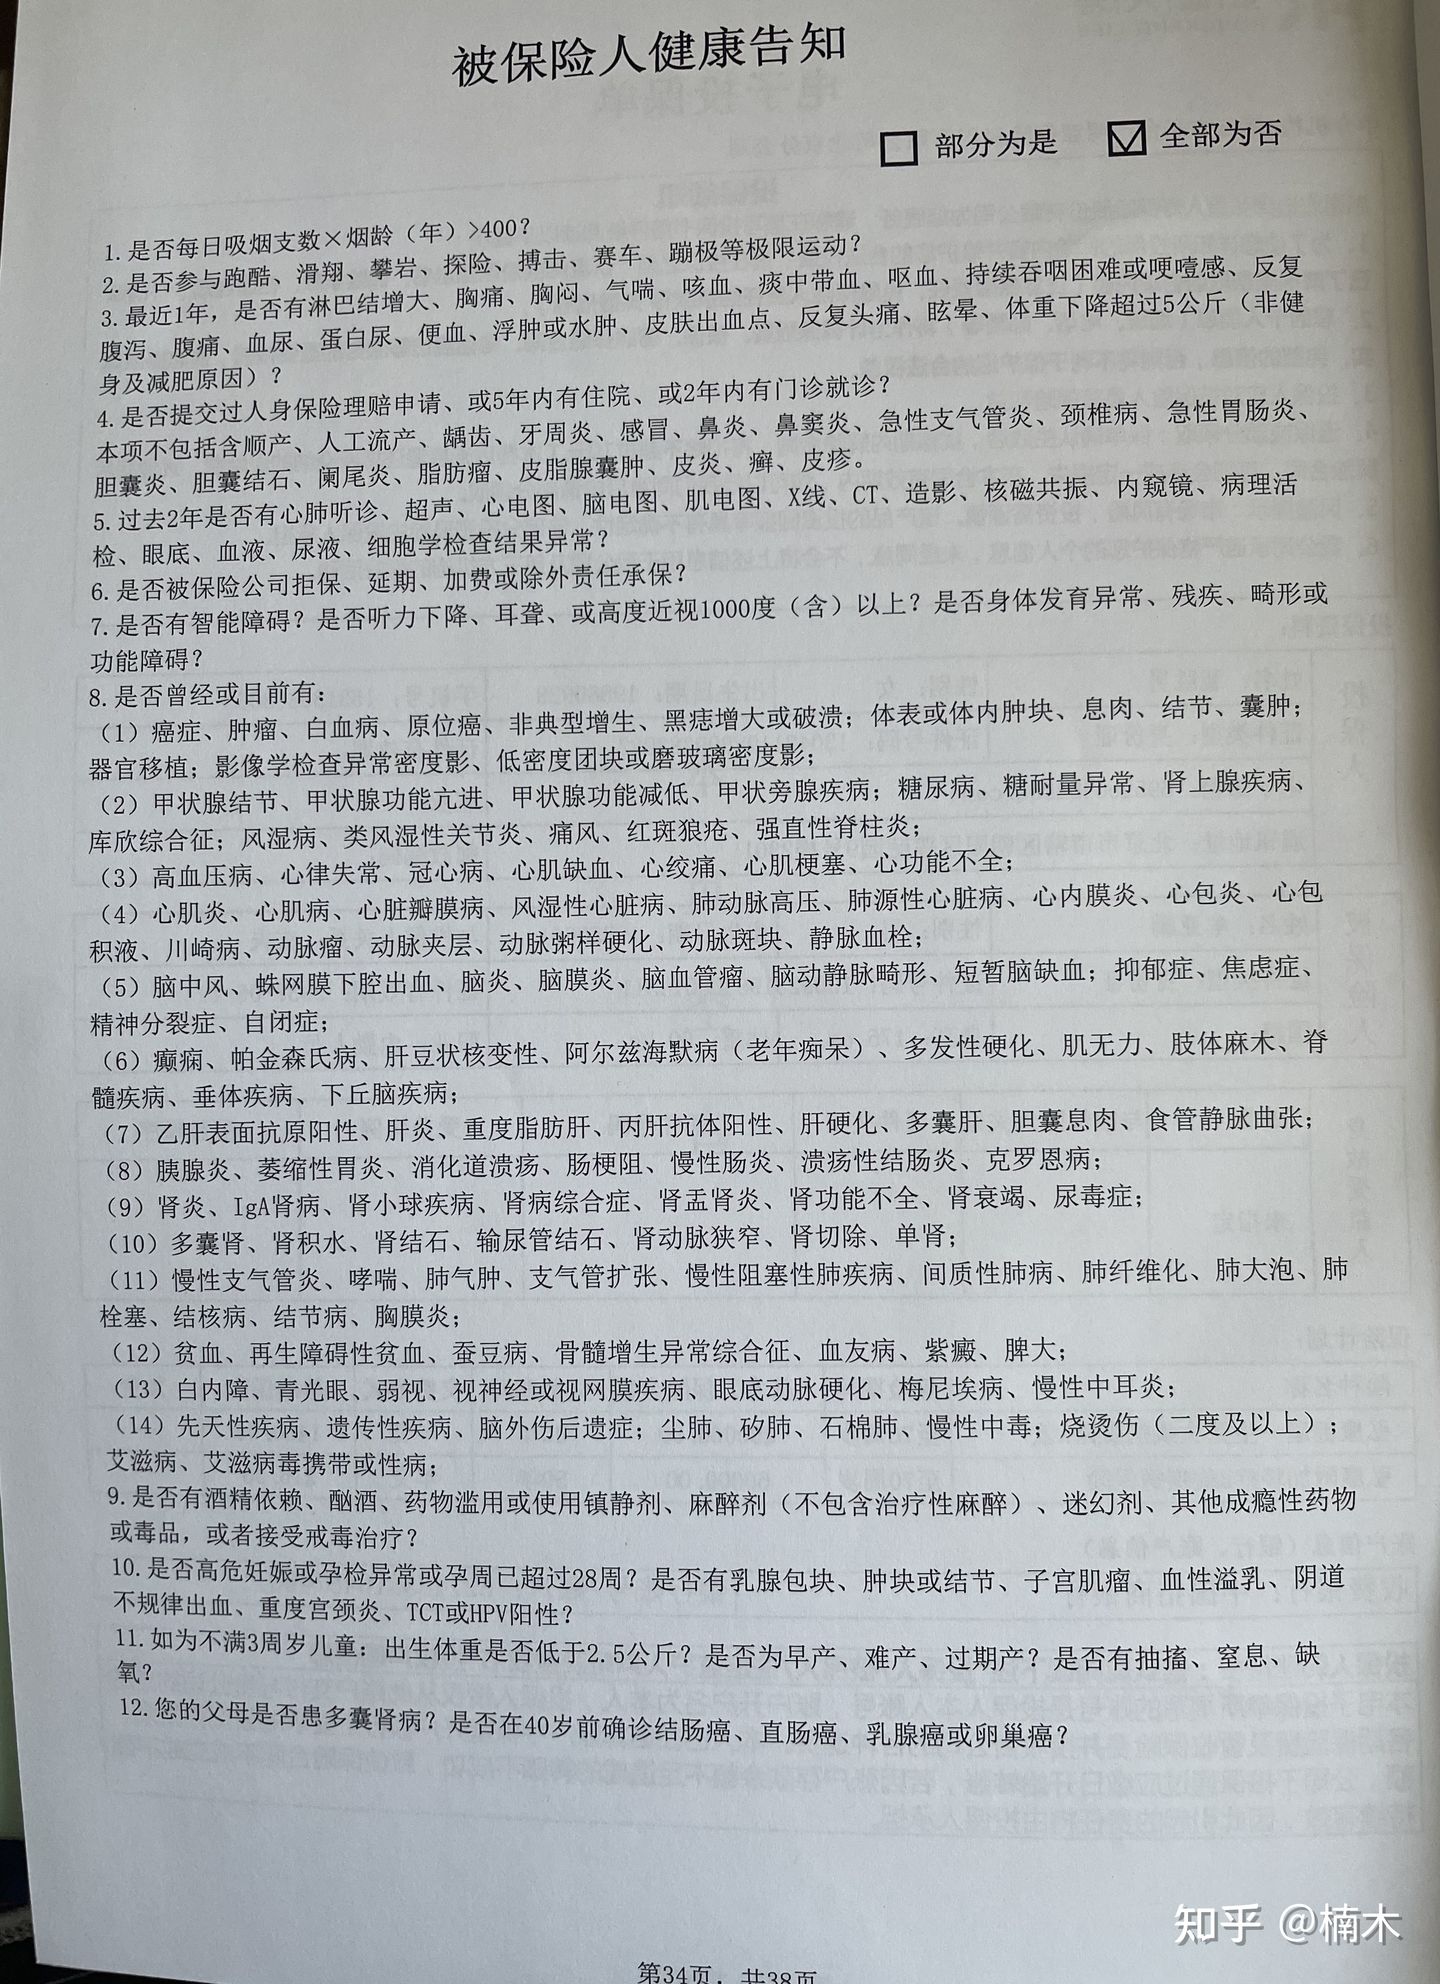 被保险人健康告知
部分为是 全部为否
1.是否每日吸烟支数×烟龄（年）>400？
2.是否参与跑酷、滑翔、攀岩、探险、搏击、赛车、蹦极等极限运动？
3.最近1年，是否有淋巴结增大、胸痛、胸闷、气喘、咳血、痰中带血、呕血、持续吞咽困难或哽噎感、反复
腹泻、腹痛、血尿、蛋白尿、便血、浮肿或水肿、皮肤出血点、反复头痛、眩晕、体重下降超过5公斤（非健
身及减肥原因）？
4.是否提交过人身保险理赔申请、或5年内有住院、或2年内有门诊就诊？
本项不包括含顺产、人工流产、龋齿、牙周炎、感冒、鼻炎、鼻窦炎、急性支气管炎、颈椎病、急性胃肠炎、
胆囊炎、胆囊结石、阑尾炎、脂肪瘤、皮脂腺囊肿、皮炎、癣、皮疹。
5.过去2年是否有心肺听诊、超声、心电图、脑电图、肌电图、X线、CT、造影、核磁共振、内窥镜、病理活
检、眼底、血液、尿液、细胞学检查结果异常？
6.是否被保险公司拒保、延期、加费或除外责任承保？
7.是否有智能障碍？是否听力下降、耳聋、或高度近视1000度（含）以上？是否身体发育异常、残疾、畸形或
功能障碍？
8.是否曾经或目前有：
（1）癌症、肿瘤、白血病、原位癌、非典型增生、黑痣增大或破溃；体表或体内肿块、息肉、结节、囊肿；
器官移植；影像学检查异常密度影、低密度团块或磨玻璃密度影；
（2）甲状腺结节、甲状腺功能亢进、甲状腺功能减低、甲状旁腺疾病；糖尿病、糖耐量异常、肾上腺疾病、
库欣综合征；风湿病、类风湿性关节炎、痛风、红斑狼疮、强直性脊柱炎；
（3）高血压病、心律失常、冠心病、心肌缺血、心绞痛、心肌梗塞、心功能不全；
（4）心肌炎、心肌病、心脏瓣膜病、风湿性心脏病、肺动脉高压、肺源性心脏病、心内膜炎、心包炎、心包
积液、川崎病、动脉瘤、动脉夹层、动脉粥样硬化、动脉斑块、静脉血栓；
（5）脑中风、蛛网膜下腔出血、脑炎、脑膜炎、脑血管瘤、脑动静脉畸形、短暂脑缺血；抑郁症、焦虑症、
精神分裂症、自闭症；
（6）癫痫、帕金森氏病、肝豆状核变性、阿尔兹海默病（老年痴呆）、多发性硬化、肌无力、肢体麻木、脊
髓疾病、垂体疾病、下丘脑疾病；
（7）乙肝表面抗原阳性、肝炎、重度脂肪肝、丙肝抗体阳性、肝硬化、多囊肝、胆囊息肉、食管静脉曲张；
（8）胰腺炎、萎缩性胃炎、消化道溃疡、肠梗阻、慢性肠炎、溃疡性结肠炎、克罗恩病；
（9）肾炎、IgA肾病、肾小球疾病、肾病综合症、肾盂肾炎、肾功能不全、肾衰竭、尿毒症；
（10）多囊肾、肾积水、肾结石、输尿管结石、肾动脉狭窄、肾切除、单肾；
（11）慢性支气管炎、哮喘、肺气肿、支气管扩张、慢性阻塞性肺疾病、间质性肺病、肺纤维化、肺大泡、肺
栓塞、结核病、结节病、胸膜炎；
（12）贫血、再生障碍性贫血、蚕豆病、骨髓增生异常综合征、血友病、紫癜、脾大；
（13）白内障、青光眼、弱视、视神经或视网膜疾病、眼底动脉硬化、梅尼埃病、慢性中耳炎；
（14）先天性疾病、遗传性疾病、脑外伤后遗症；尘肺、矽肺、石棉肺、慢性中毒；烧烫伤（二度及以上）；
艾滋病、艾滋病毒携带或性病；
9.是否有酒精依赖、酗酒、药物滥用或使用镇静剂、麻醉剂（不包含治疗性麻醉）、迷幻剂、其他成瘾性药物
或毒品，或者接受戒毒治疗？
10.是否高危妊娠或孕检异常或孕周已超过28周？是否有乳腺包块、肿块或结节、子宫肌瘤、血性溢乳、阴道
不规律出血、重度宫颈炎、TCT或HPV阳性？
11.如为不满3周岁儿童：出生体重是否低于2.5公斤？是否为早产、难产、过期产？是否有抽搐、窒息、缺
氧？
12.您的父母是否患多囊肾病？是否在40岁前确诊结肠癌、直肠癌、乳腺癌或卵巢癌？
知乎 @楠木
第34页，共38页